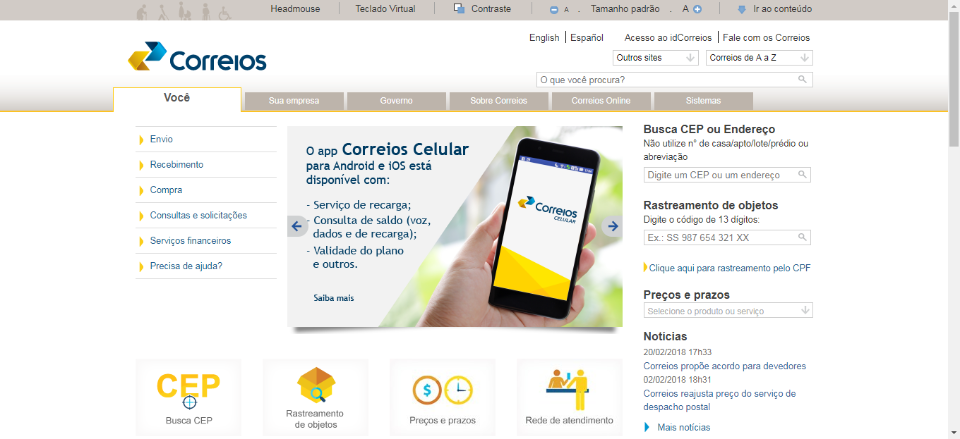 Headmouse
Teclado Virtual
Contraste
A . Tamanho padrão . A
Ir ao conteúdo
English
Español
Acesso ao idCorreios
Fale com os Correios
Correios
Outros sites
Correios de A a Z
O que você procura?
Você
Sua empresa
Governo
Sobre Correios
Correios Online
Sistemas
Envio
Recebimento
Compra
Consultas e solicitações
Serviços financeiros
Precisa de ajuda?
O app Correios Celular
para Android e iOS está
disponível com:
- Serviço de recarga;
- Consulta de saldo (voz,
dados e de recarga);
- Validade do plano
e outros.
Saiba mais
Correios
CELULAR
Busca CEP ou Endereço
Não utilize n° de casa/apto/lote/prédio ou
abreviação
Digite um CEP ou um endereço
Rastreamento de objetos
Digite o código de 13 dígitos:
Ex.: SS 987 654 321 XX
Clique aqui para rastreamento pelo CPF
Preços e prazos
Selecione o produto ou serviço
Notícias
20/02/2018 17h33
Correios propõe acordo para devedores
02/02/2018 18h31
Correios reajusta preço do serviço de
despacho postal
Mais notícias
CEP
Busca CEP
Rastreamento
de objetos
$
Preços e prazos
Rede de atendimento